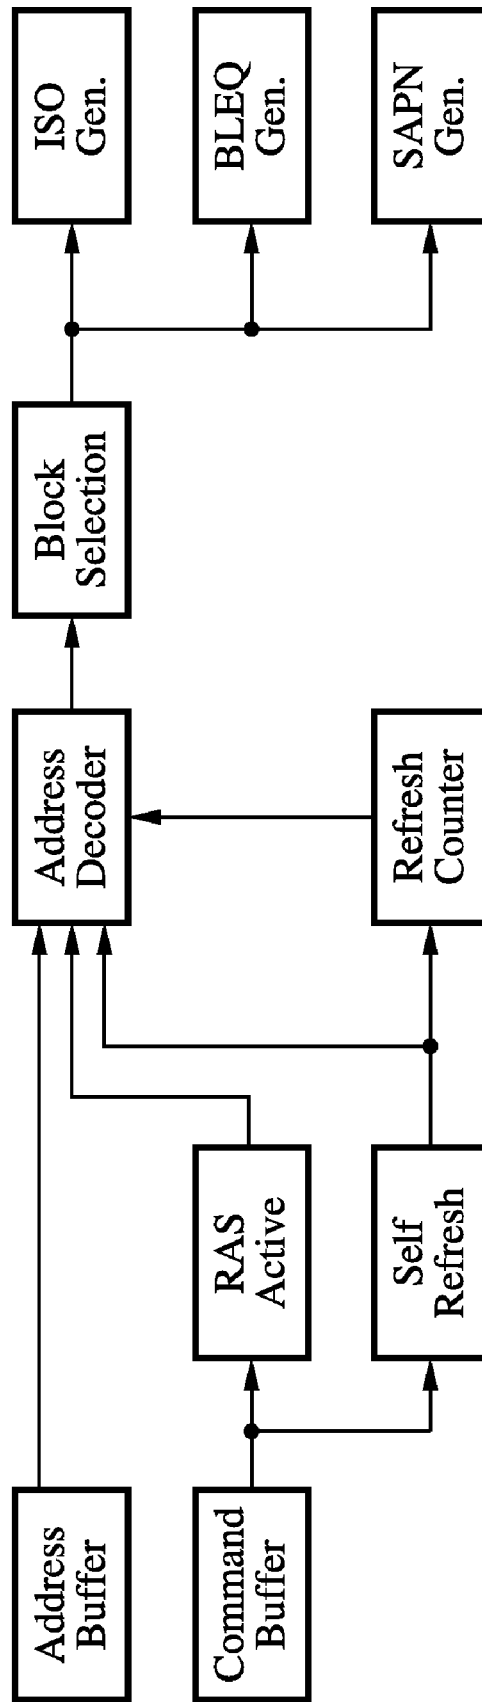 Address
Buffer
Command
Buffer
RAS
Active
Self
Refresh
Address
Decoder
Refresh
Counter
Block
Selection
ISO
Gen.
BLEQ
Gen.
SAPN
Gen.